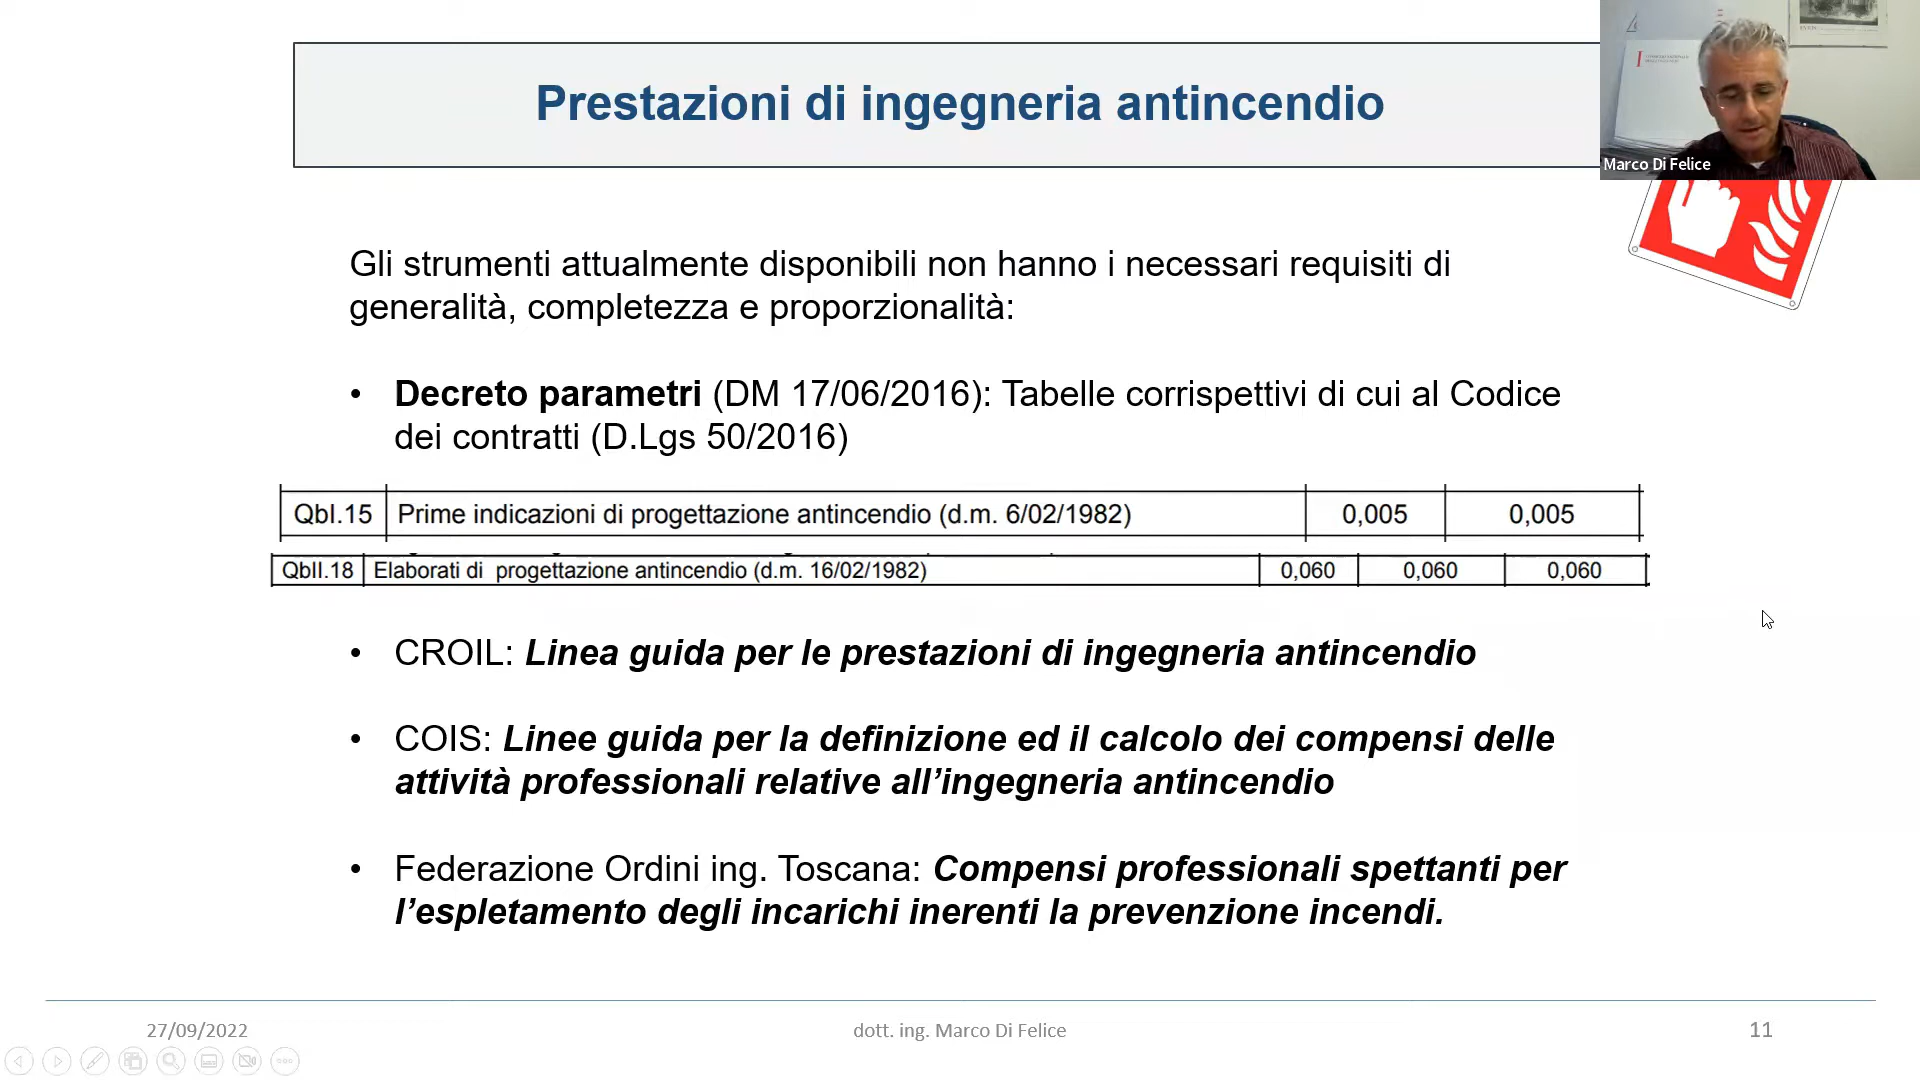 Prestazioni di ingegneria antincendio
Marco Di Felice
Gli strumenti attualmente disponibili non hanno i necessari requisiti di
generalità, completezza e proporzionalità:
• Decreto parametri (DM 17/06/2016): Tabelle corrispettivi di cui al Codice
dei contratti (D.Lgs 50/2016)
QbI.15 Prime indicazioni di progettazione antincendio (d.m. 6/02/1982) 0,005 0,005
QbII.18 Elaborati di progettazione antincendio (d.m. 16/02/1982) 0,060 0,060 0,060
• CROIL: Linea guida per le prestazioni di ingegneria antincendio
• COIS: Linee guida per la definizione ed il calcolo dei compensi delle
attività professionali relative all’ingegneria antincendio
• Federazione Ordini ing. Toscana: Compensi professionali spettanti per
l’espletamento degli incarichi inerenti la prevenzione incendi.
27/09/2022 dott. ing. Marco Di Felice 11